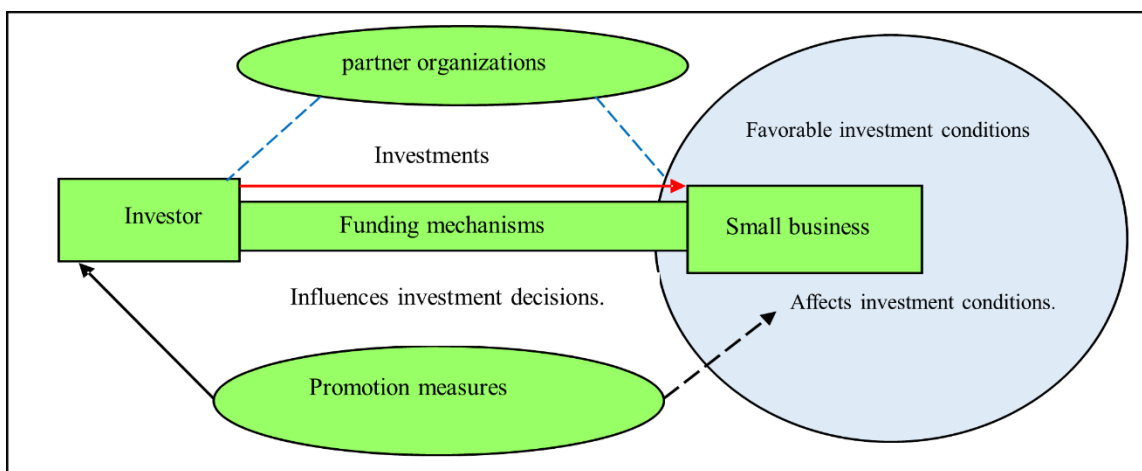 partner organizations
Favorable investment conditions
Investments
Investor
Funding mechanisms
Small business
Influences investment decisions.
Affects investment conditions.
Promotion measures